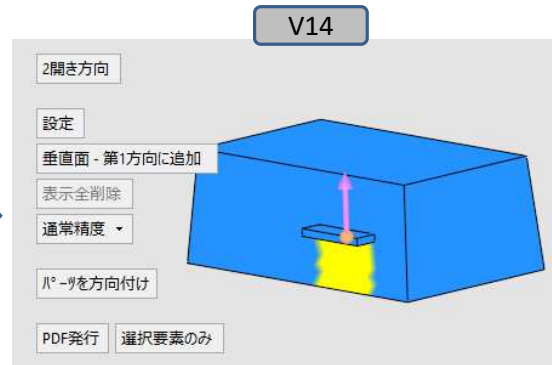 V14
2開き方向
設定
垂直面 - 第1方向に追加
表示全削除
通常精度
ﾊﾟｰﾂを方向付け
PDF発行 選択要素のみ